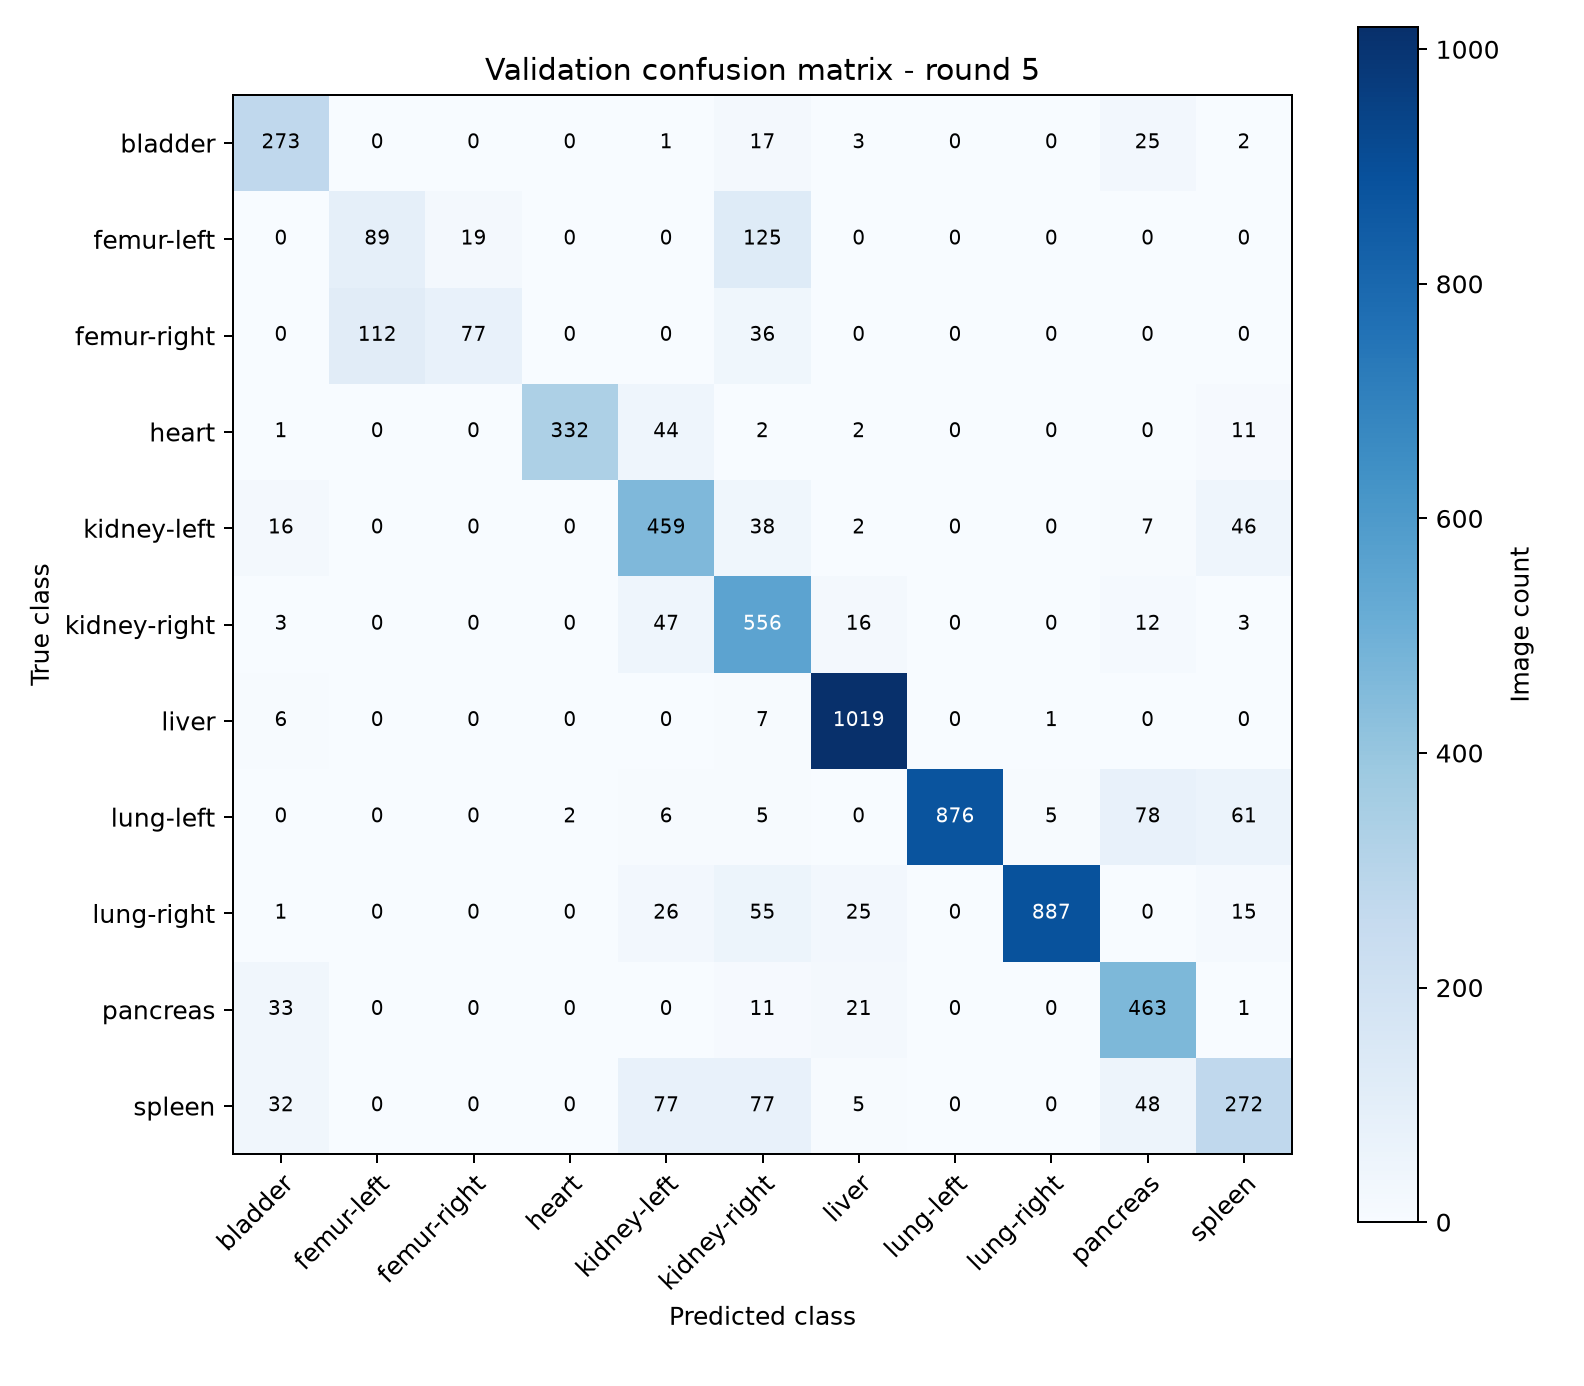 Validation confusion matrix - round 5
True class
bladder 273 0 0 0 1 17 3 0 0 25 2
femur-left 0 89 19 0 0 125 0 0 0 0 0
femur-right 0 112 77 0 0 36 0 0 0 0 0
heart 1 0 0 332 44 2 2 0 0 0 11
kidney-left 16 0 0 0 459 38 2 0 0 7 46
kidney-right 3 0 0 0 47 556 16 0 0 12 3
liver 6 0 0 0 0 7 1019 0 1 0 0
lung-left 0 0 0 2 6 5 0 876 5 78 61
lung-right 1 0 0 0 26 55 25 0 887 0 15
pancreas 33 0 0 0 0 11 21 0 0 463 1
spleen 32 0 0 0 77 77 5 0 0 48 272
bladder femur-left femur-right heart kidney-left kidney-right liver lung-left lung-right pancreas spleen
Predicted class
1000
800
600
400
200
0
Image count